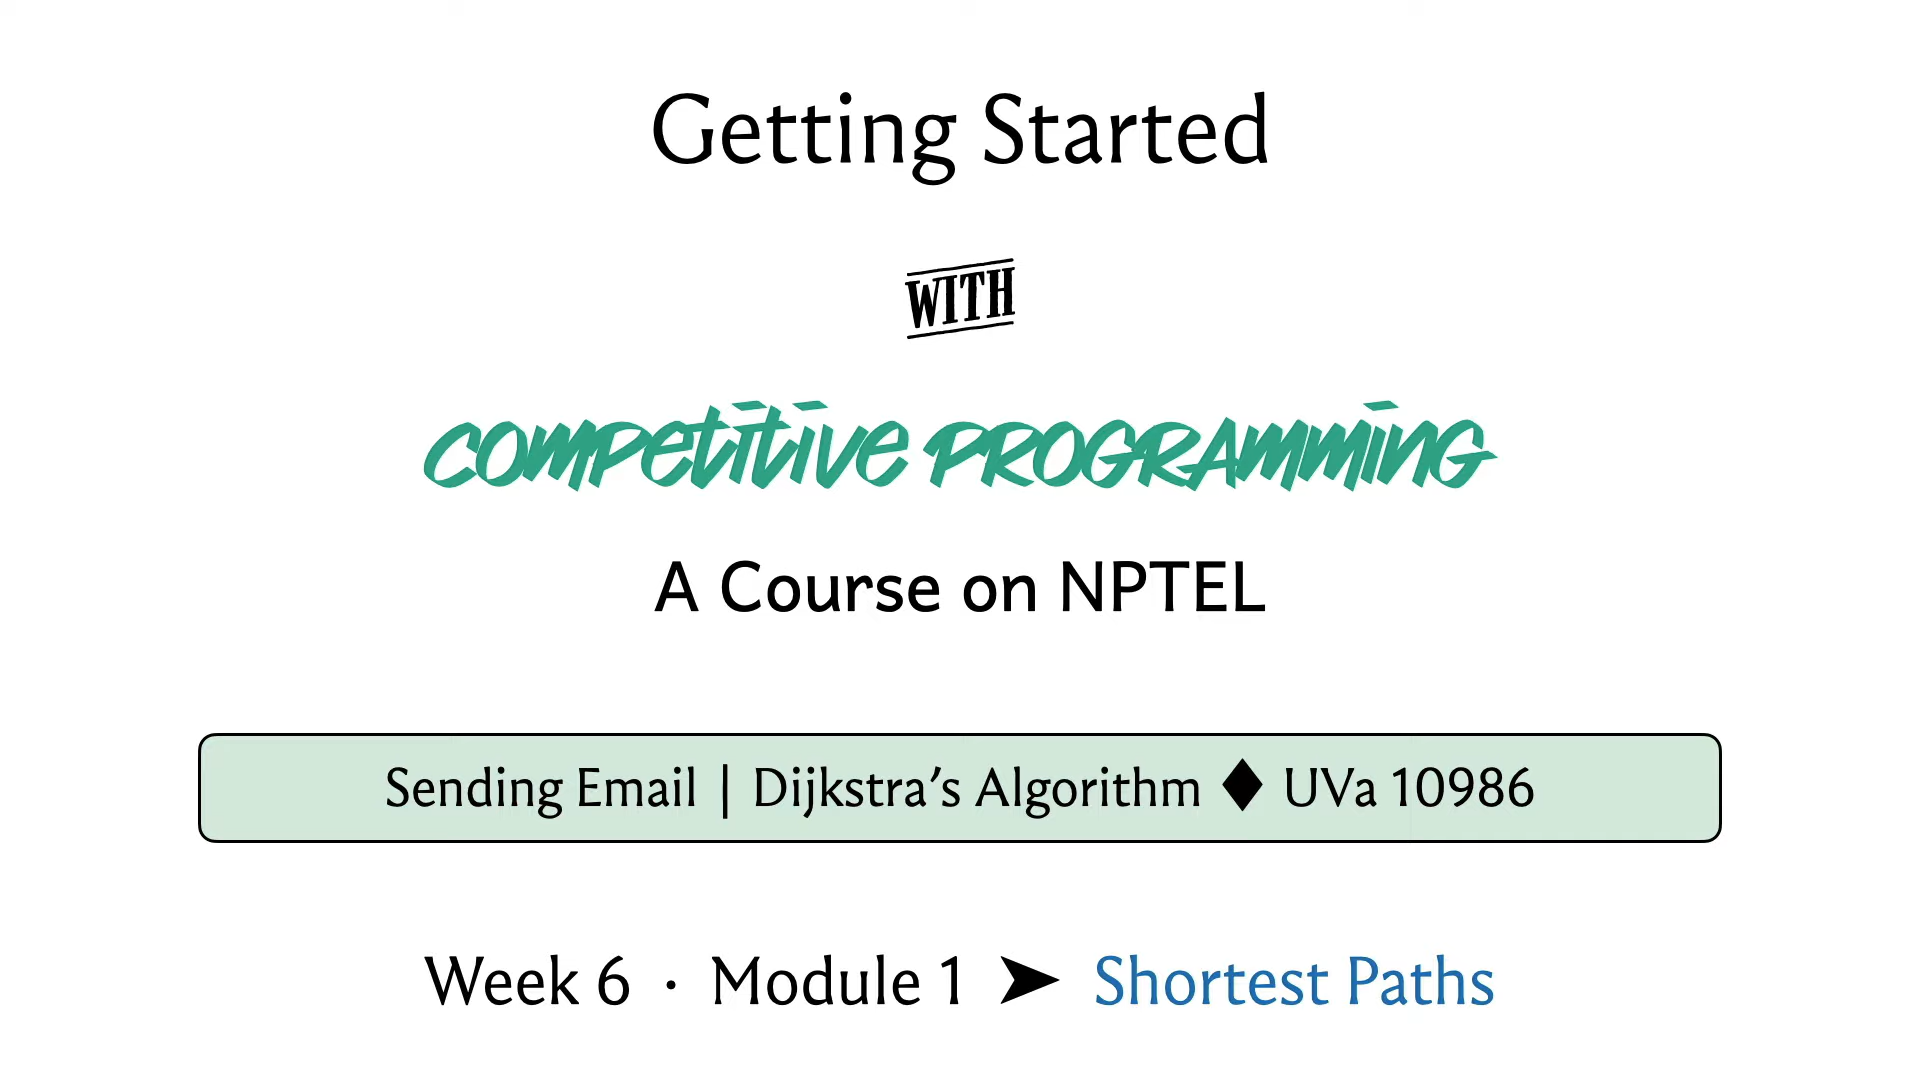 Getting Started
WITH
COMPETITIVE PROGRAMMING
A Course on NPTEL
Sending Email | Dijkstra’s Algorithm ♦ UVa 10986
Week 6 · Module 1 ➤ Shortest Paths